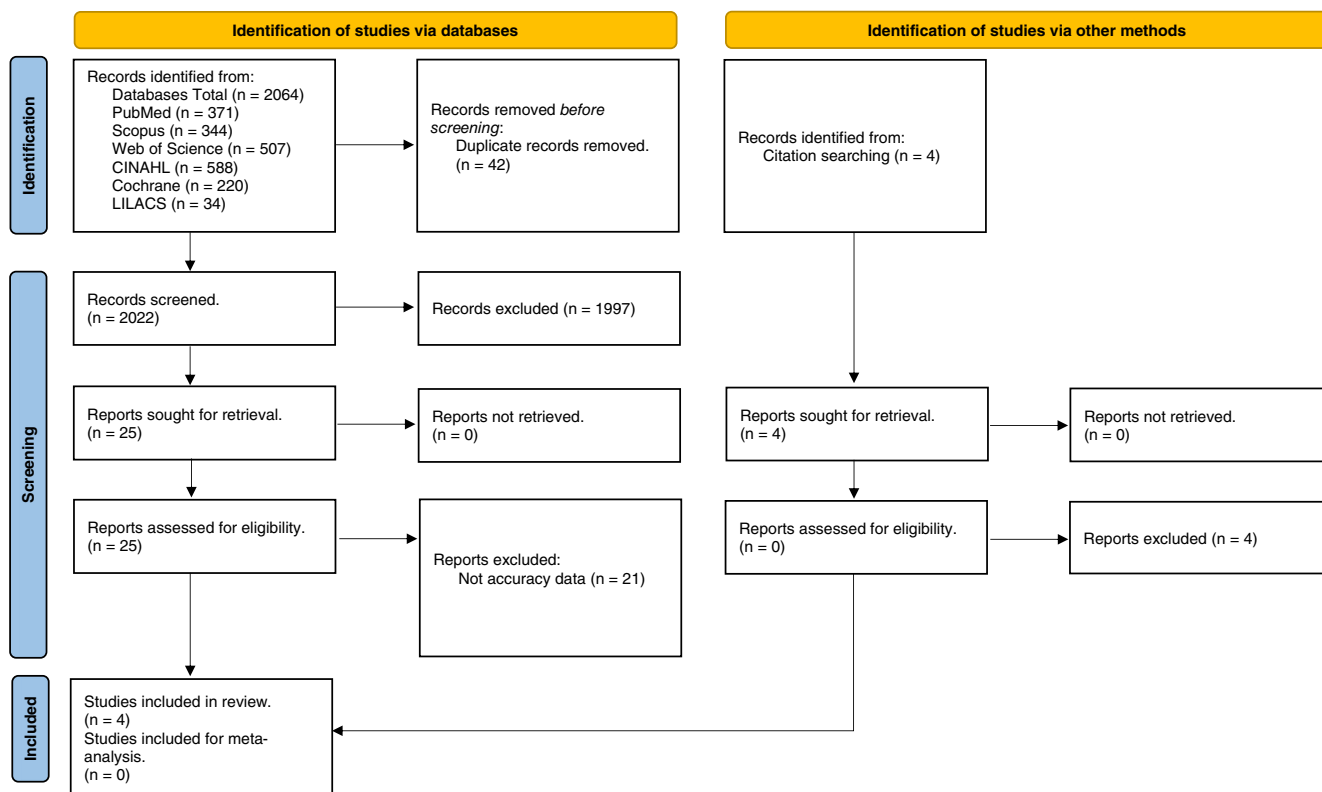 Identification of studies via databases
Identification of studies via other methods
Identification
Records identified from:
Databases Total (n = 2064)
PubMed (n = 371)
Scopus (n = 344)
Web of Science (n = 507)
CINAHL (n = 588)
Cochrane (n = 220)
LILACS (n = 34)
Records removed before
screening:
Duplicate records removed.
(n = 42)
Records identified from:
Citation searching (n = 4)
Screening
Records screened.
(n = 2022)
Records excluded (n = 1997)
Reports sought for retrieval.
(n = 25)
Reports not retrieved.
(n = 0)
Reports sought for retrieval.
(n = 4)
Reports not retrieved.
(n = 0)
Reports assessed for eligibility.
(n = 25)
Reports excluded:
Not accuracy data (n = 21)
Reports assessed for eligibility.
(n = 0)
Reports excluded (n = 4)
Included
Studies included in review.
(n = 4)
Studies included for meta-
analysis.
(n = 0)